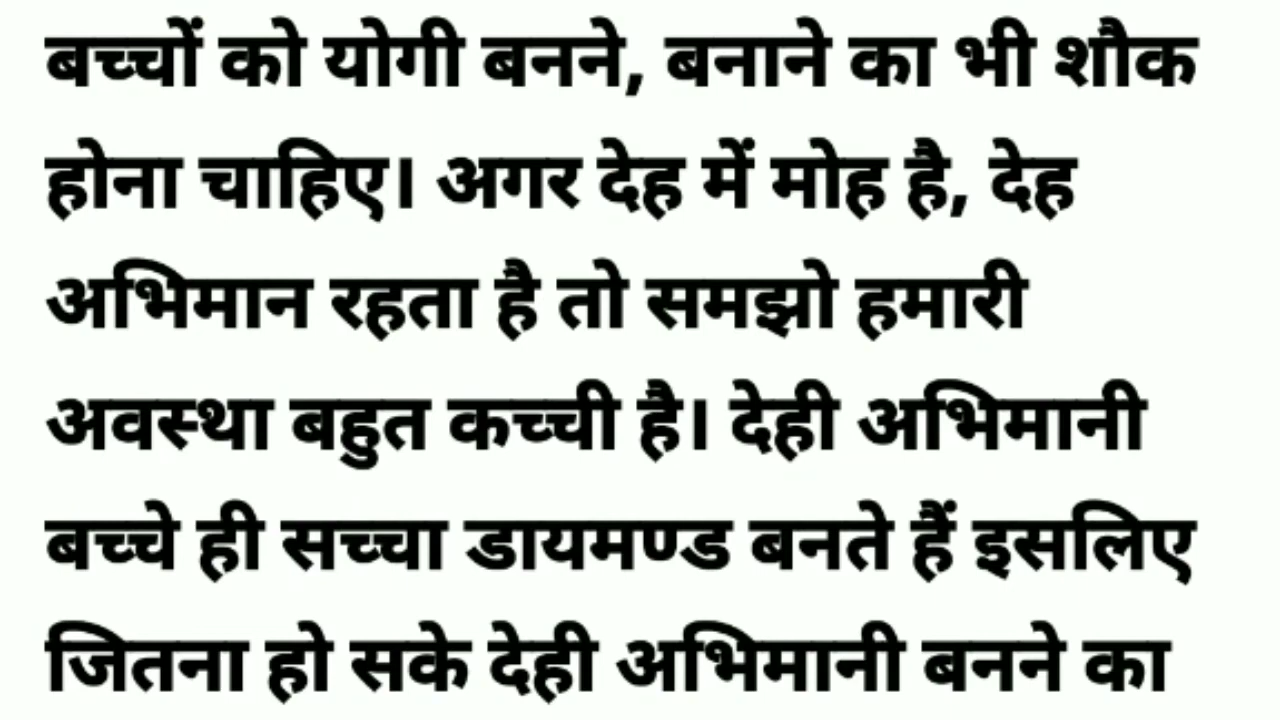 बच्चों को योगी बनने, बनाने का भी शौक
होना चाहिए। अगर देह में मोह है, देह
अभिमान रहता है तो समझो हमारी
अवस्था बहुत कच्ची है। देही अभिमानी
बच्चे ही सच्चा डायमण्ड बनते हैं इसलिए
जितना हो सके देही अभिमानी बनने का